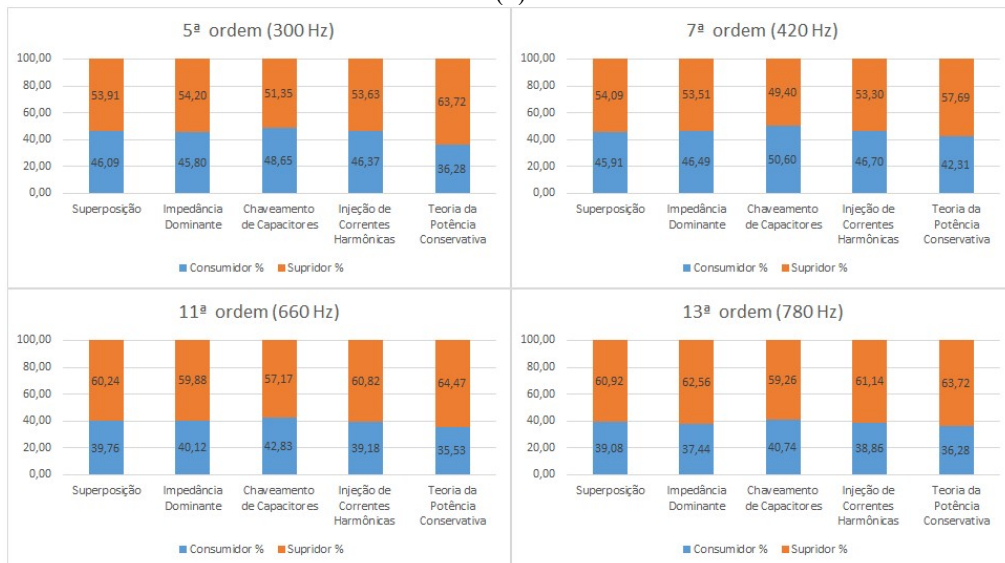 5ª ordem (300 Hz)
100,00
80,00
60,00
40,00
20,00
0,00
53,91 54,20 51,35 53,63 63,72
46,09 45,80 48,65 46,37 36,28
Superposição Impedância Chaveamento Injeção de Teoria da
Dominante de Capacitores Correntes Potência
Harmônicas Conservativa
Consumidor % Supridor %
7ª ordem (420 Hz)
100,00
80,00
60,00
40,00
20,00
0,00
54,09 53,51 49,40 53,30 57,69
45,91 46,49 50,60 46,70 42,31
Superposição Impedância Chaveamento Injeção de Teoria da
Dominante de Capacitores Correntes Potência
Harmônicas Conservativa
Consumidor % Supridor %
11ª ordem (660 Hz)
100,00
80,00
60,00
40,00
20,00
0,00
60,24 59,88 57,17 60,82 64,47
39,76 40,12 42,83 39,18 35,53
Superposição Impedância Chaveamento Injeção de Teoria da
Dominante de Capacitores Correntes Potência
Harmônicas Conservativa
Consumidor % Supridor %
13ª ordem (780 Hz)
100,00
80,00
60,00
40,00
20,00
0,00
60,92 62,56 59,26 61,14 63,72
39,08 37,44 40,74 38,86 36,28
Superposição Impedância Chaveamento Injeção de Teoria da
Dominante de Capacitores Correntes Potência
Harmônicas Conservativa
Consumidor % Supridor %